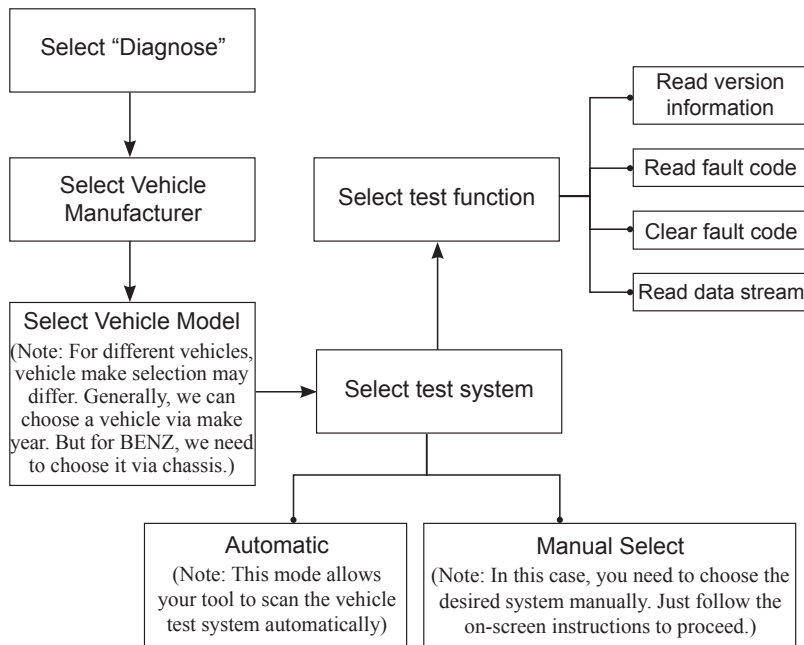 Select “Diagnose”
Select Vehicle
Manufacturer
Select Vehicle Model
(Note: For different vehicles,
vehicle make selection may
differ. Generally, we can
choose a vehicle via make
year. But for BENZ, we need
to choose it via chassis.)
Select test system
Automatic
(Note: This mode allows
your tool to scan the vehicle
test system automatically)
Manual Select
(Note: In this case, you need to choose the
desired system manually. Just follow the
on-screen instructions to proceed.)
Select test function
Read version
information
Read fault code
Clear fault code
Read data stream